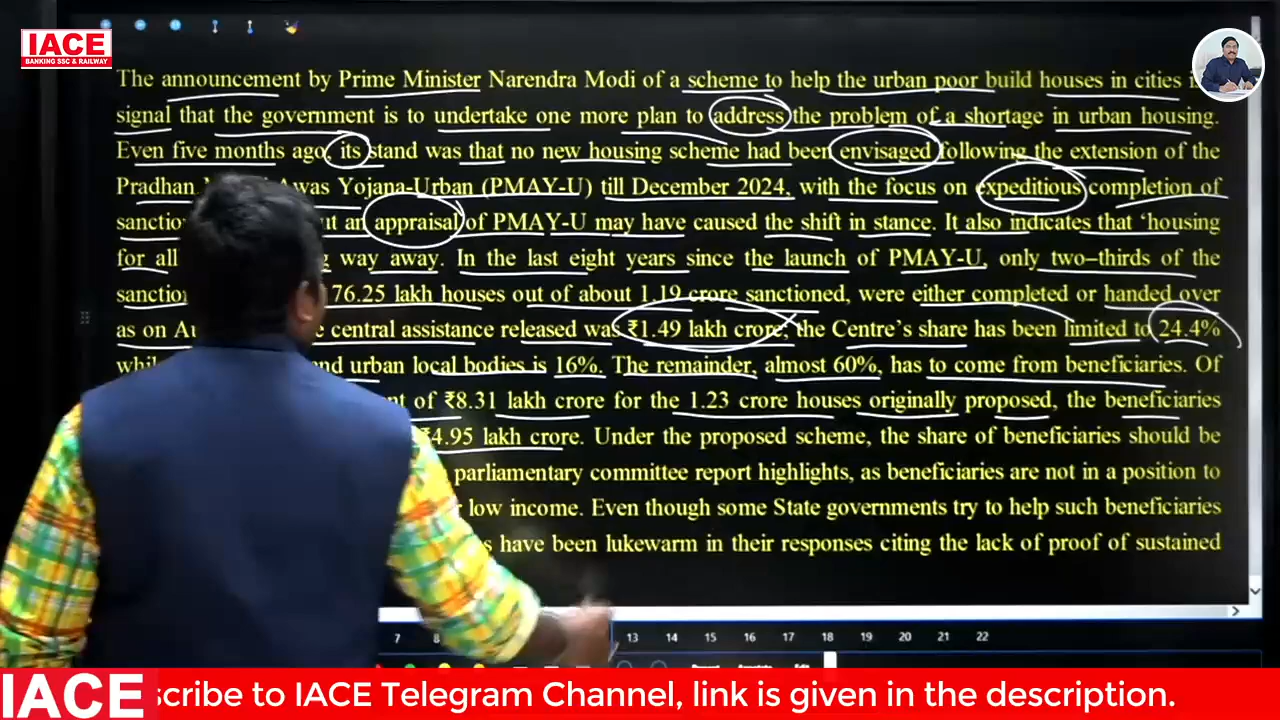 IACE
BANKING SSC & RAILWAY
The announcement by Prime Minister Narendra Modi of a scheme to help the urban poor build houses in cities
signal that the government is to undertake one more plan to address the problem of a shortage in urban housing.
Even five months ago, its stand was that no new housing scheme had been envisaged following the extension of the
Pradhan Awas Yojana-Urban (PMAY-U) till December 2024, with the focus on expeditious completion of
an appraisal of PMAY-U may have caused the shift in stance. It also indicates that ‘housing
for all way away. In the last eight years since the launch of PMAY-U, only two–thirds of the
76.25 lakh houses out of about 1.19 crore sanctioned, were either completed or handed over
as on central assistance released was ₹1.49 lakh crore, the Centre’s share has been limited to 24.4%
urban local bodies is 16%. The remainder, almost 60%, has to come from beneficiaries. Of
of ₹8.31 lakh crore for the 1.23 crore houses originally proposed, the beneficiaries
₹4.95 lakh crore. Under the proposed scheme, the share of beneficiaries should be
parliamentary committee report highlights, as beneficiaries are not in a position to
low income. Even though some State governments try to help such beneficiaries
have been lukewarm in their responses citing the lack of proof of sustained
7 8 13 14 15 16 17 18 19 20 21 22
IACE scribe to IACE Telegram Channel, link is given in the description.